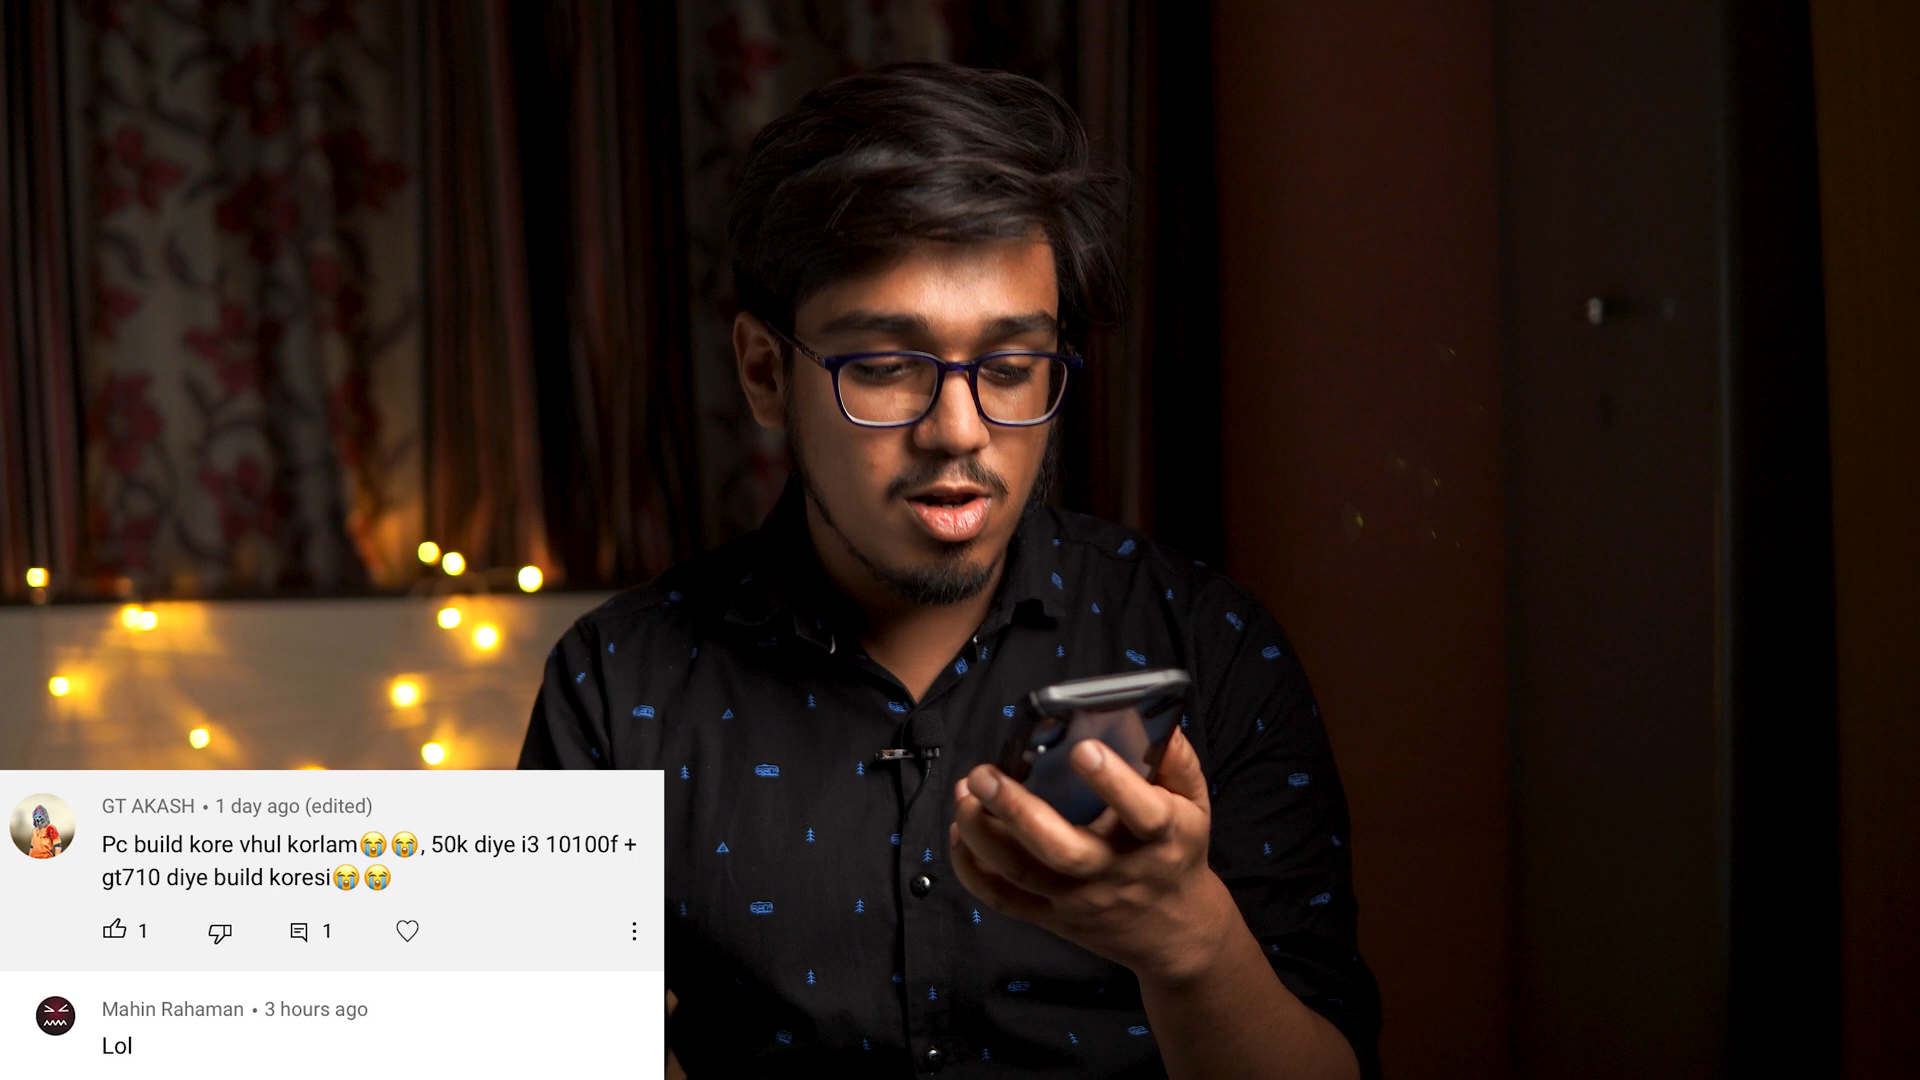 GT AKASH • 1 day ago (edited)
Pc build kore vhul korlam😭😭, 50k diye i3 10100f +
gt710 diye build koresi😭😭
1 1
Mahin Rahaman • 3 hours ago
Lol